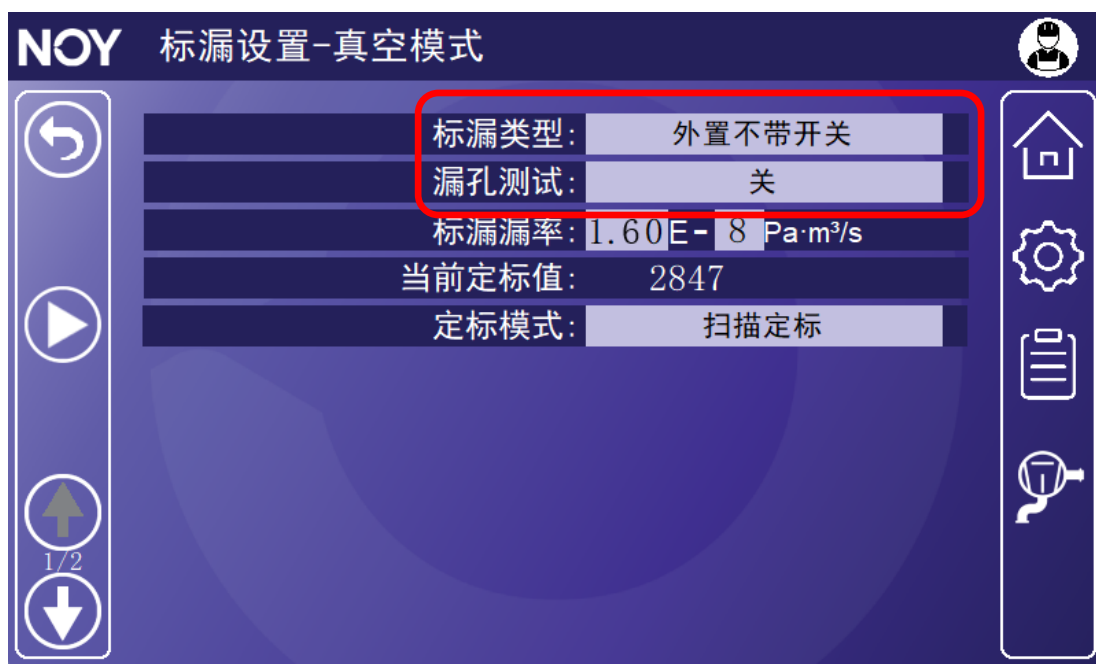 NOY 标漏设置-真空模式
标漏类型: 外置不带开关
漏孔测试: 关
标漏漏率: 1.60E- 8 Pa·m³/s
当前定标值: 2847
定标模式: 扫描定标
1/2